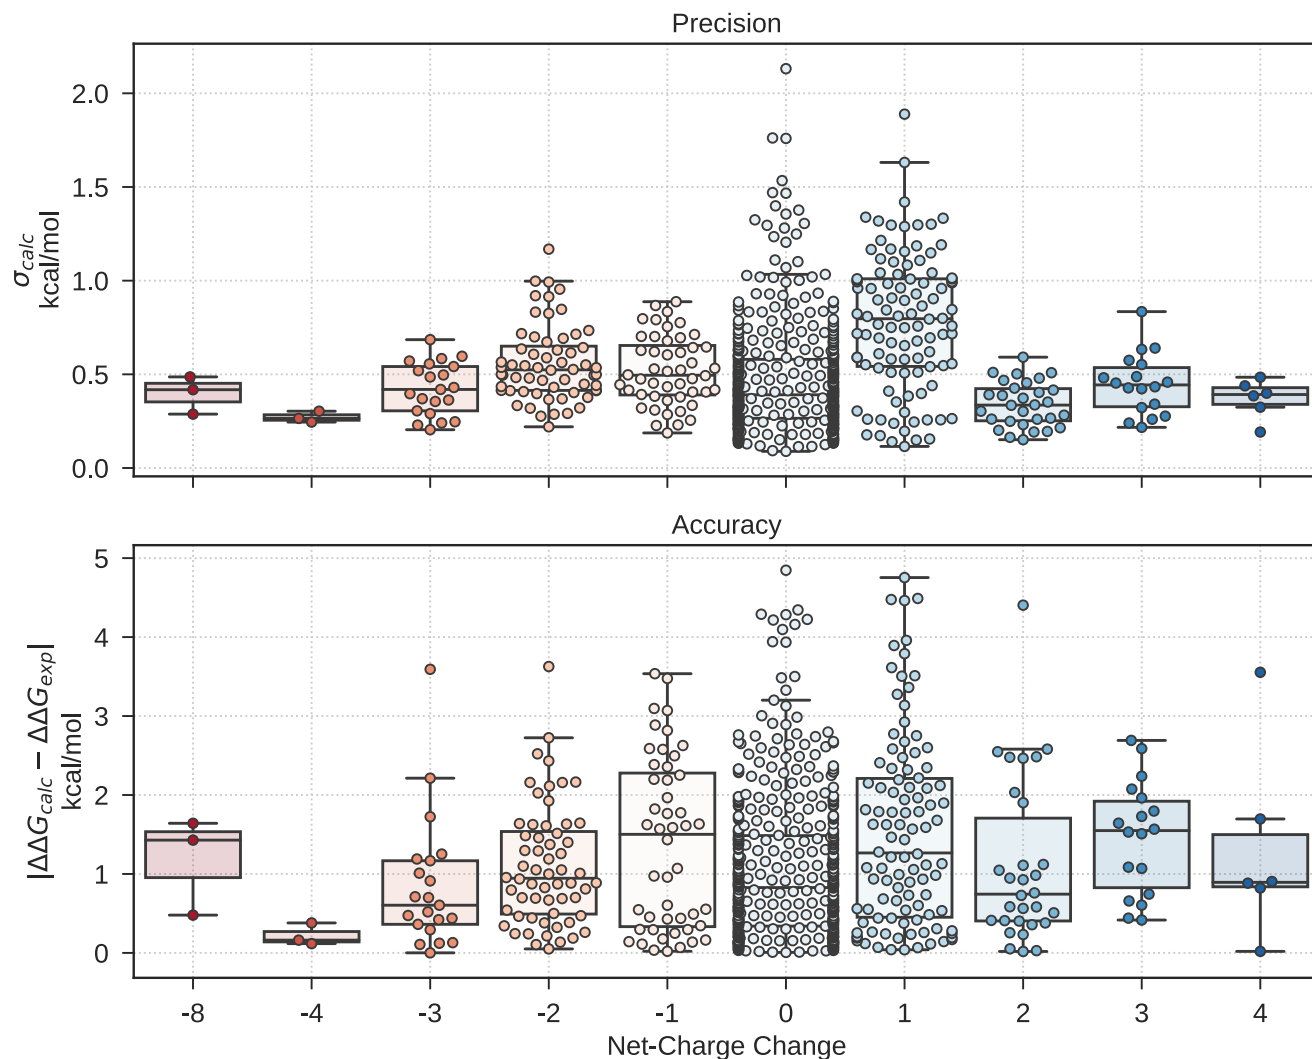 Precision
2.0
1.5
1.0
0.5
0.0
σcalc
kcal/mol
Accuracy
5
4
3
2
1
0
|ΔΔGcalc − ΔΔGexp|
kcal/mol
-8 -4 -3 -2 -1 0 1 2 3 4
Net-Charge Change